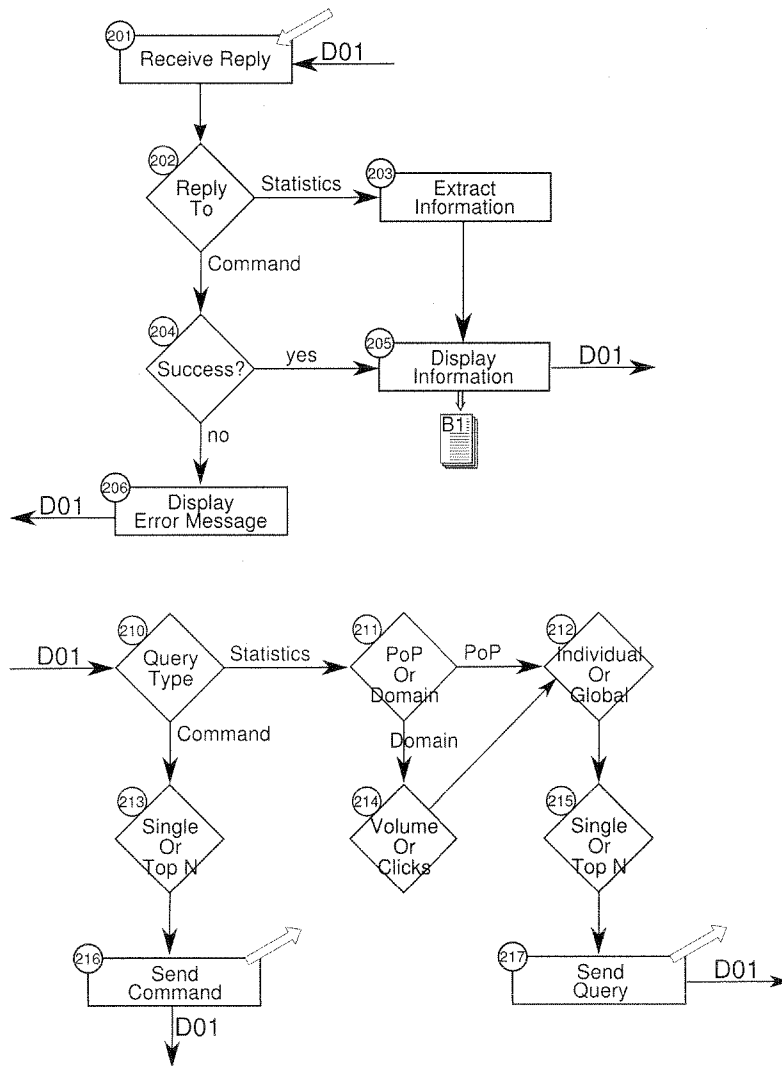 201
Receive Reply
D01
202
Reply
To
Statistics
203
Extract
Information
Command
204
Success?
yes
205
Display
Information
D01
B1
no
206
Display
Error Message
D01
D01
210
Query
Type
Statistics
211
PoP
Or
Domain
PoP
212
Individual
Or
Global
Command
Domain
213
Single
Or
Top N
214
Volume
Or
Clicks
215
Single
Or
Top N
216
Send
Command
D01
217
Send
Query
D01